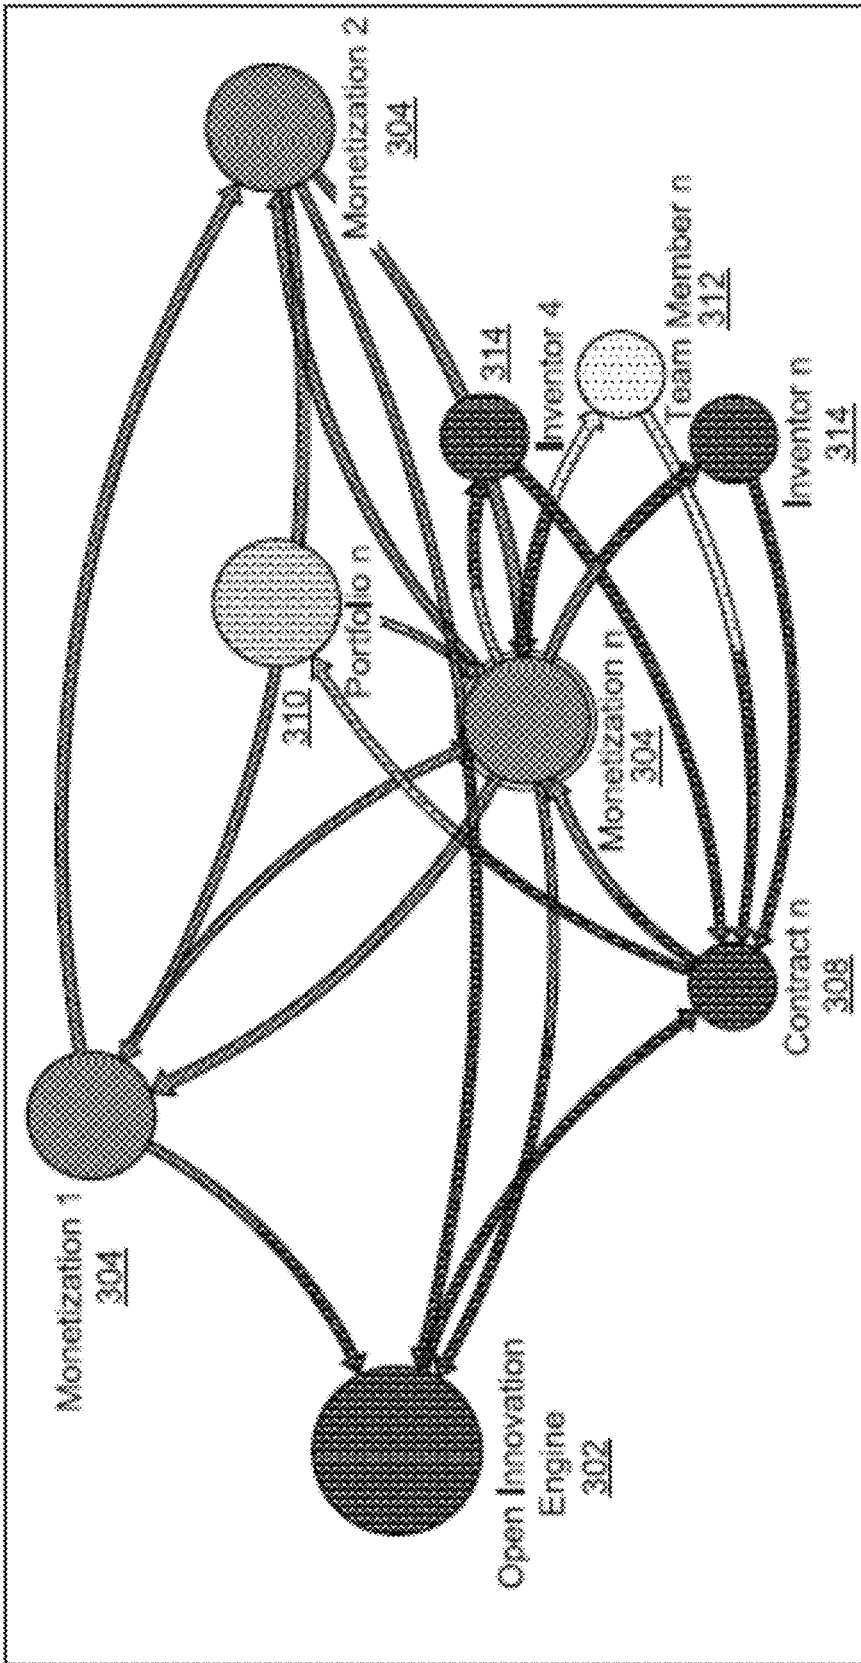 Monetization 1
304
Open Innovation
Engine
302
310
Portfolio n
Monetization 2
304
Monetization n
304
314
Inventor 4
Team Member n
312
Inventor n
314
Contract n
308